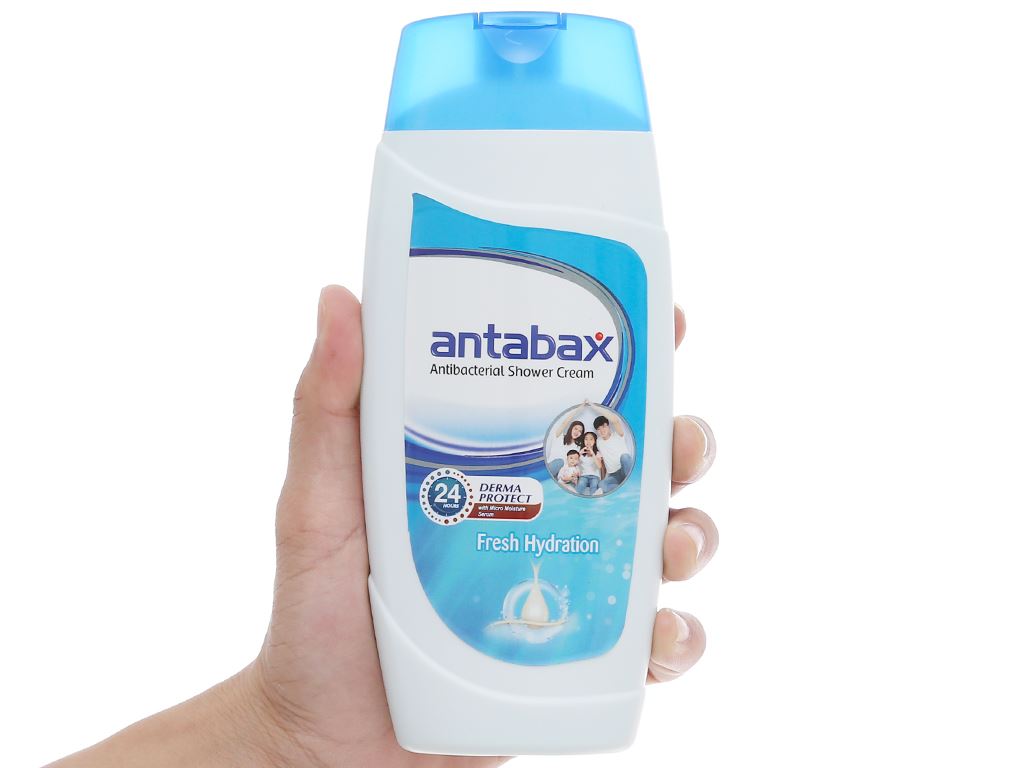 antabax
Antibacterial Shower Cream
24
HOURS
DERMA
PROTECT
with Micro Moisture
Serum
Fresh Hydration